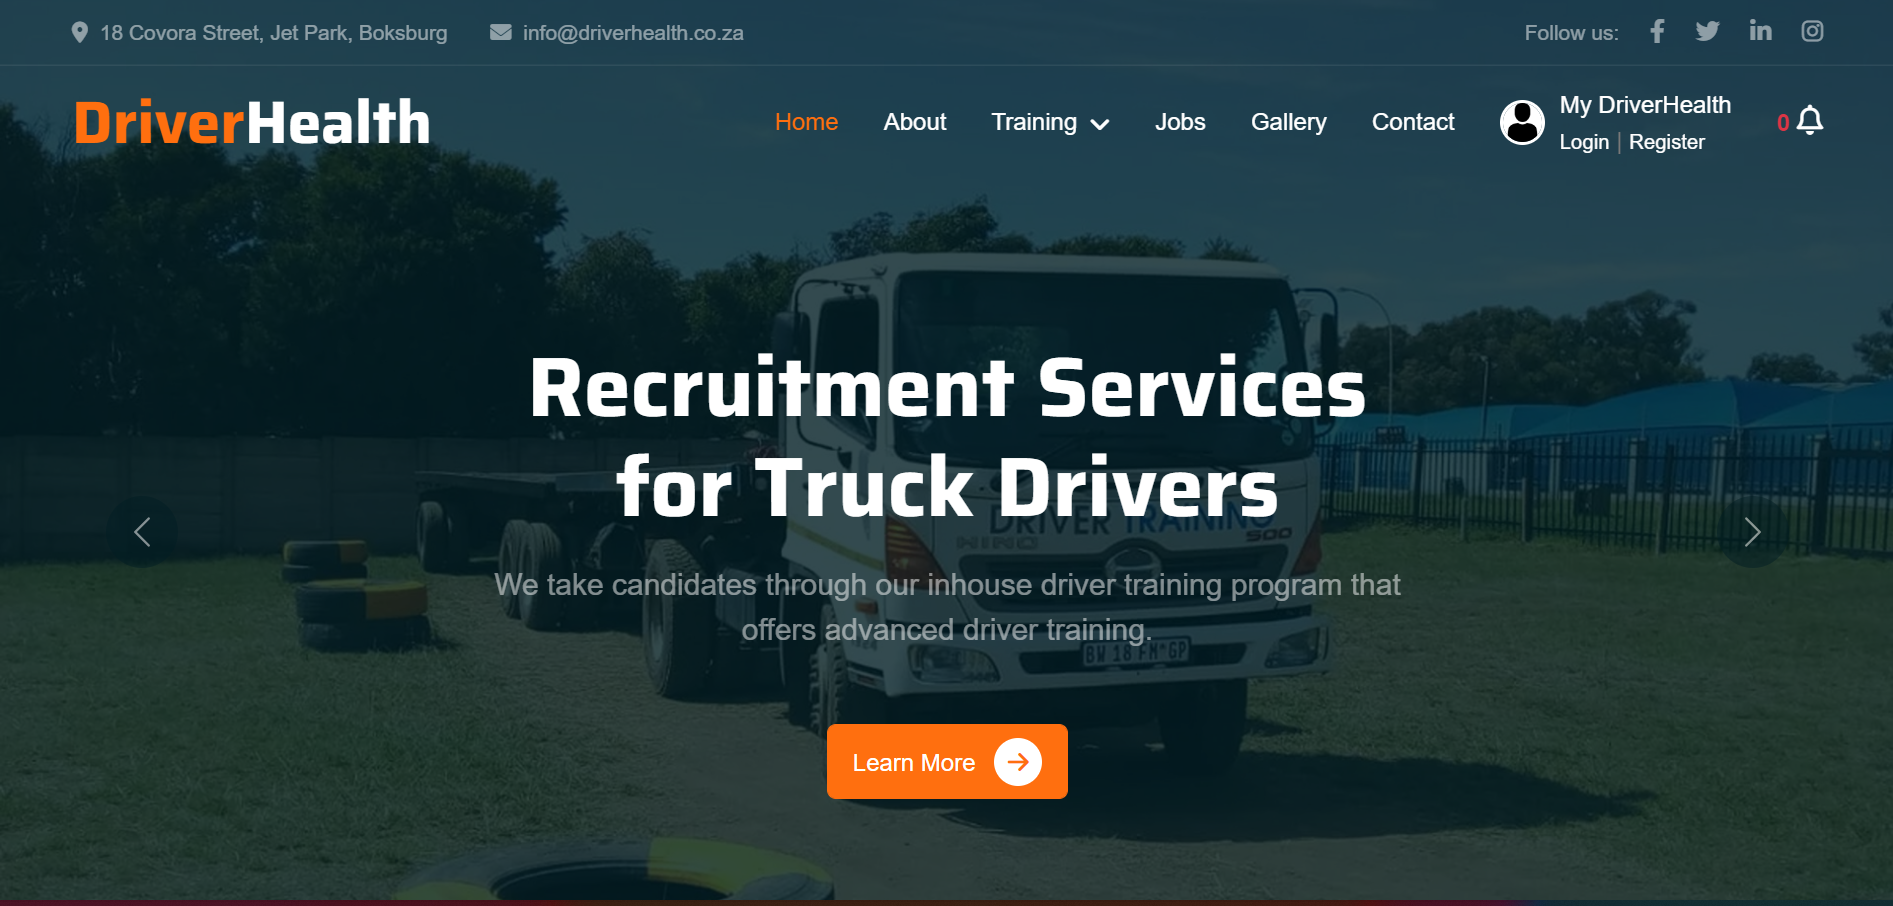 18 Covora Street, Jet Park, Boksburg
info@driverhealth.co.za
Follow us:
DriverHealth
Home
About
Training
Jobs
Gallery
Contact
My DriverHealth
Login | Register
0
Recruitment Services
for Truck Drivers
DRIVER TRAINING
HINO
500
We take candidates through our inhouse driver training program that
offers advanced driver training.
BW 18 FM GP
Learn More